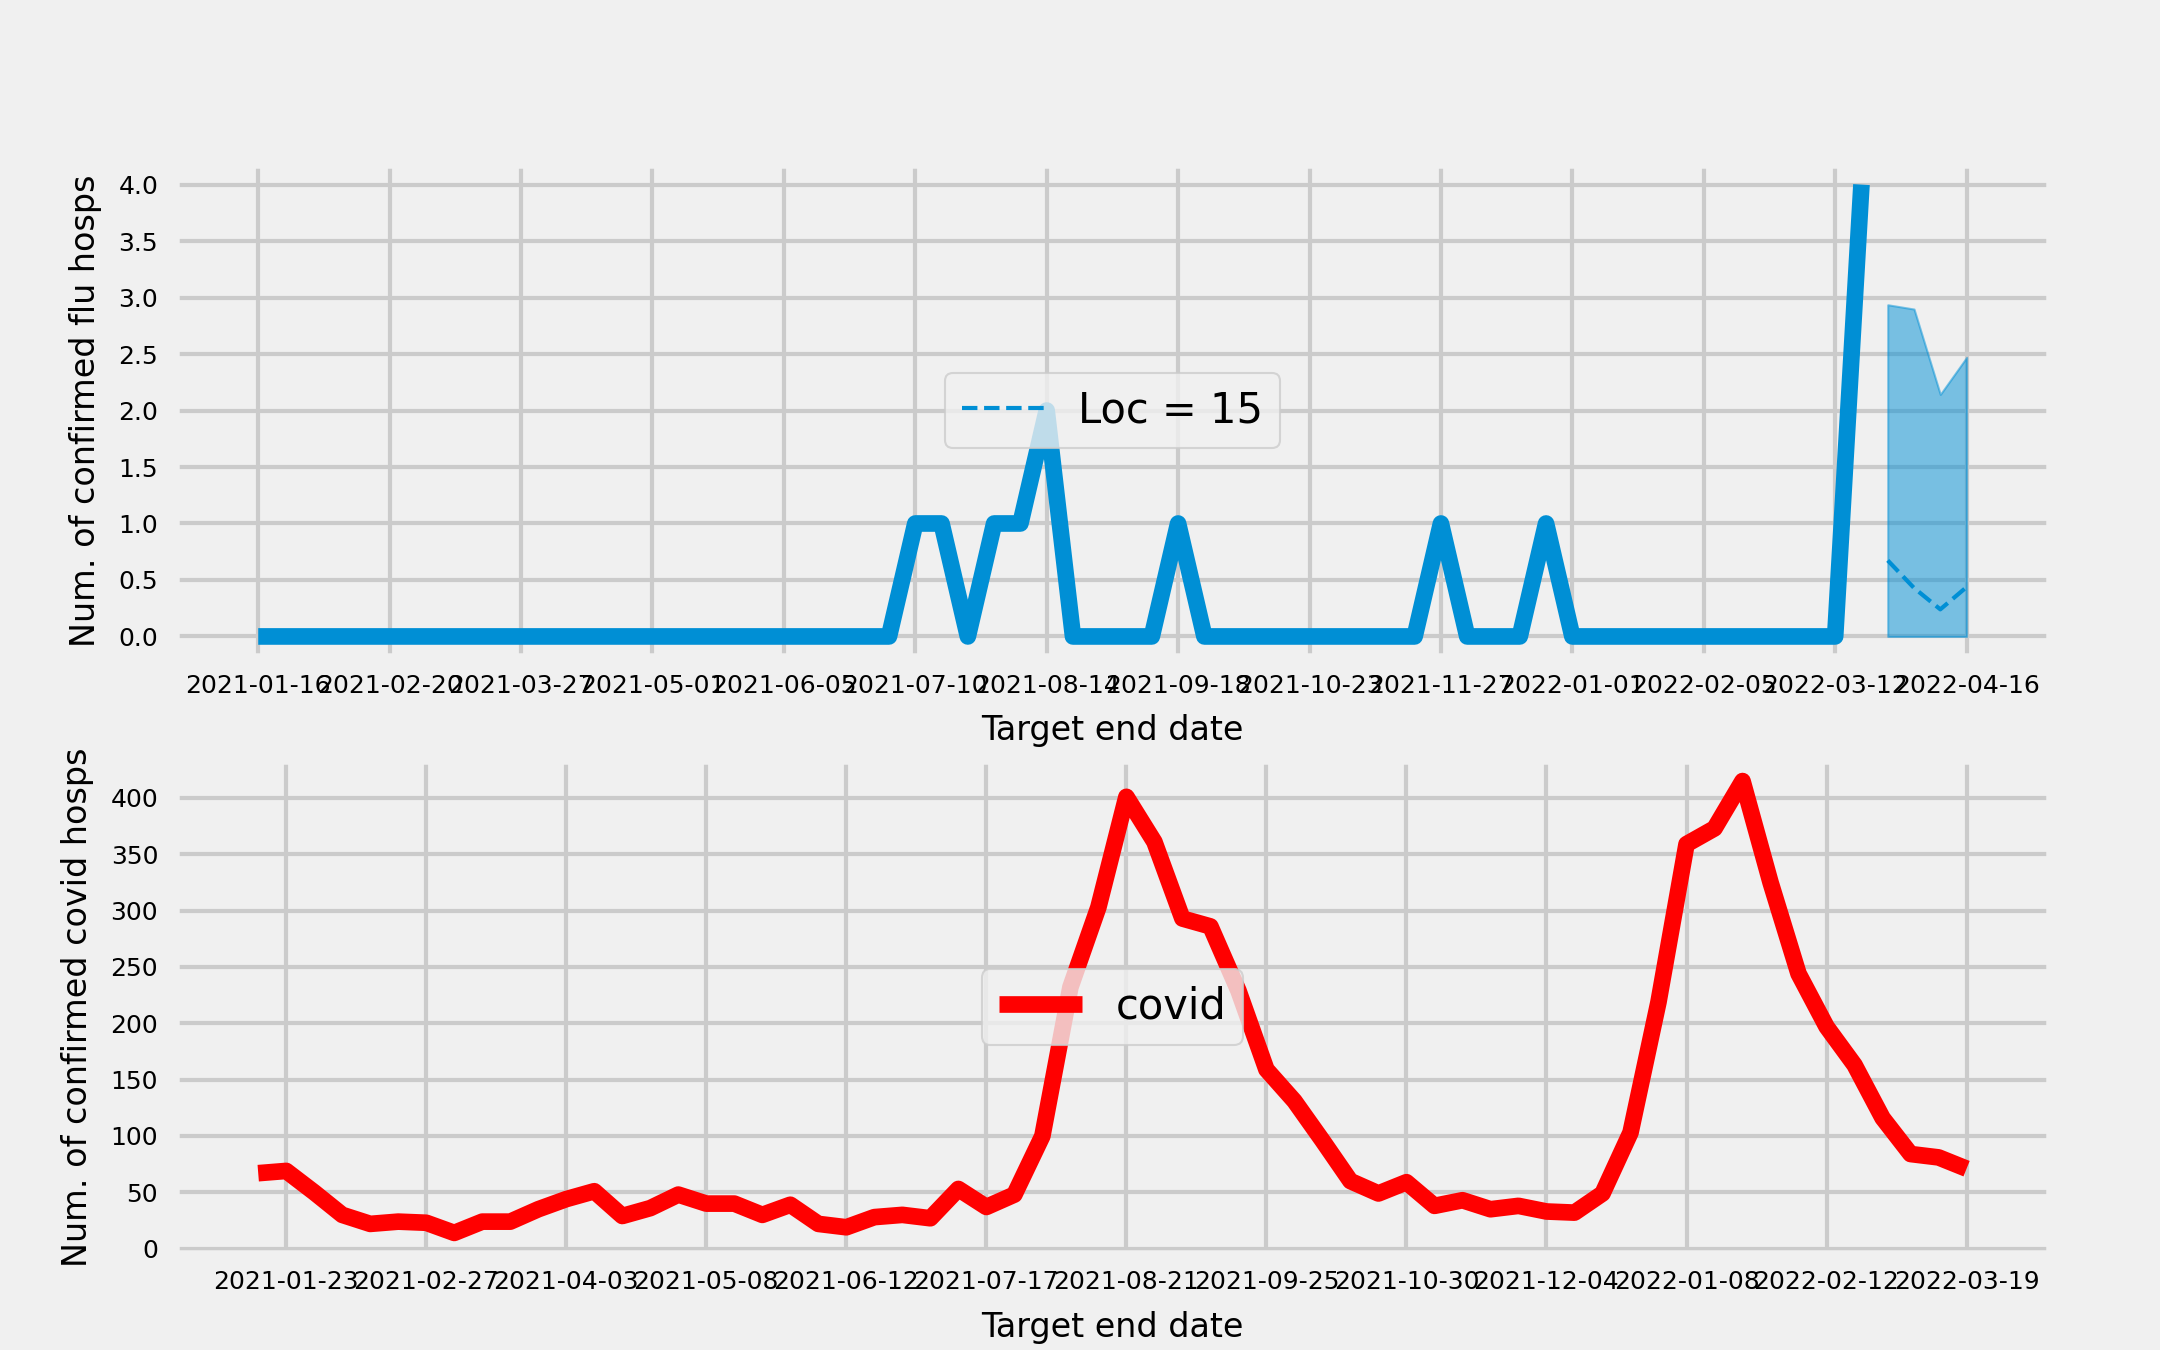 Num. of confirmed flu hosps
4.0
3.5
3.0
2.5
2.0
1.5
1.0
0.5
0.0
Loc = 15
2021-01-16 2021-02-20 2021-03-27 2021-05-01 2021-06-05 2021-07-10 2021-08-14 2021-09-18 2021-10-23 2021-11-27 2022-01-01 2022-02-05 2022-03-12 2022-04-16
Target end date
Num. of confirmed covid hosps
400
350
300
250
200
150
100
50
0
covid
2021-01-23 2021-02-27 2021-04-03 2021-05-08 2021-06-12 2021-07-17 2021-08-21 2021-09-25 2021-10-30 2021-12-04 2022-01-08 2022-02-12 2022-03-19
Target end date